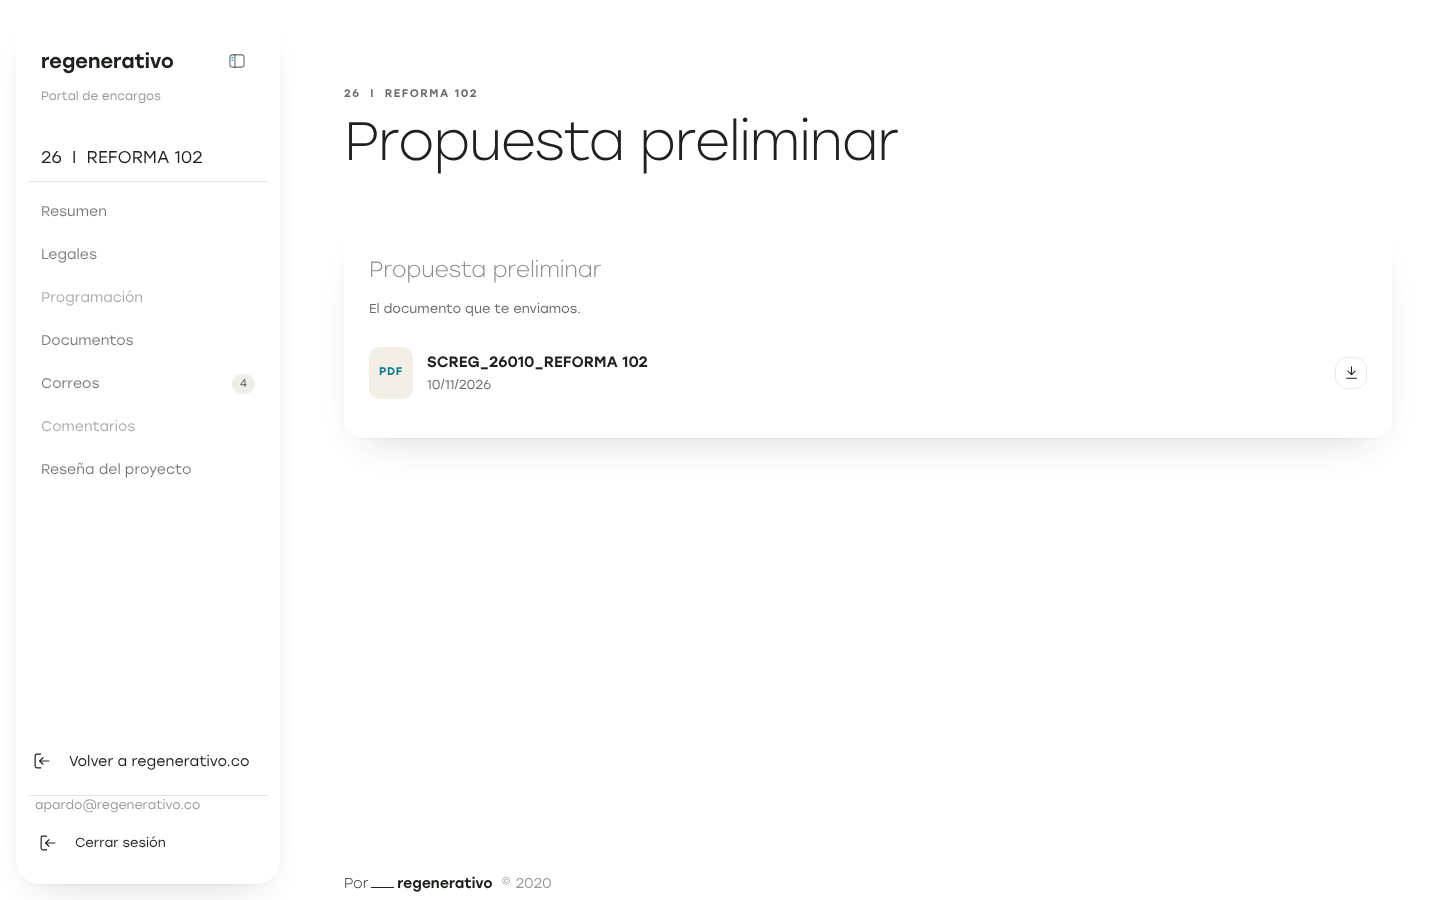 regenerativo
Portal de encargos
26 I REFORMA 102
Resumen
Legales
Programación
Documentos
Correos 4
Comentarios
Reseña del proyecto
Volver a regenerativo.co
apardo@regenerativo.co
Cerrar sesión
26 I REFORMA 102
Propuesta preliminar
Propuesta preliminar
El documento que te enviamos.
PDF
SCREG_26010_REFORMA 102
10/11/2026
Por ___ regenerativo © 2020